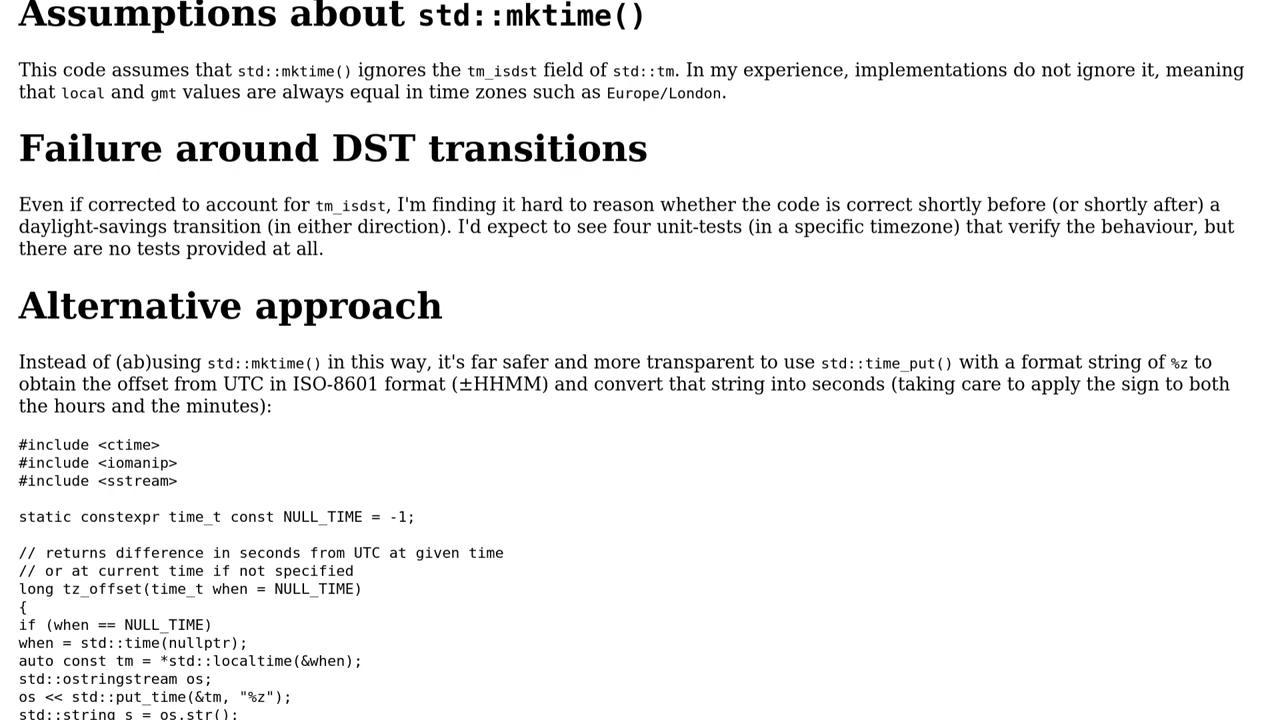 Assumptions about std::mktime()
This code assumes that std::mktime() ignores the tm_isdst field of std::tm. In my experience, implementations do not ignore it, meaning
that local and gmt values are always equal in time zones such as Europe/London.
Failure around DST transitions
Even if corrected to account for tm_isdst, I'm finding it hard to reason whether the code is correct shortly before (or shortly after) a
daylight-savings transition (in either direction). I'd expect to see four unit-tests (in a specific timezone) that verify the behaviour, but
there are no tests provided at all.
Alternative approach
Instead of (ab)using std::mktime() in this way, it's far safer and more transparent to use std::time_put() with a format string of %z to
obtain the offset from UTC in ISO-8601 format (±HHMM) and convert that string into seconds (taking care to apply the sign to both
the hours and the minutes):
#include <ctime>
#include <iomanip>
#include <sstream>
static constexpr time_t const NULL_TIME = -1;
// returns difference in seconds from UTC at given time
// or at current time if not specified
long tz_offset(time_t when = NULL_TIME)
{
if (when == NULL_TIME)
when = std::time(nullptr);
auto const tm = *std::localtime(&when);
std::ostringstream os;
os << std::put_time(&tm, "%z");
std::string s = os.str();